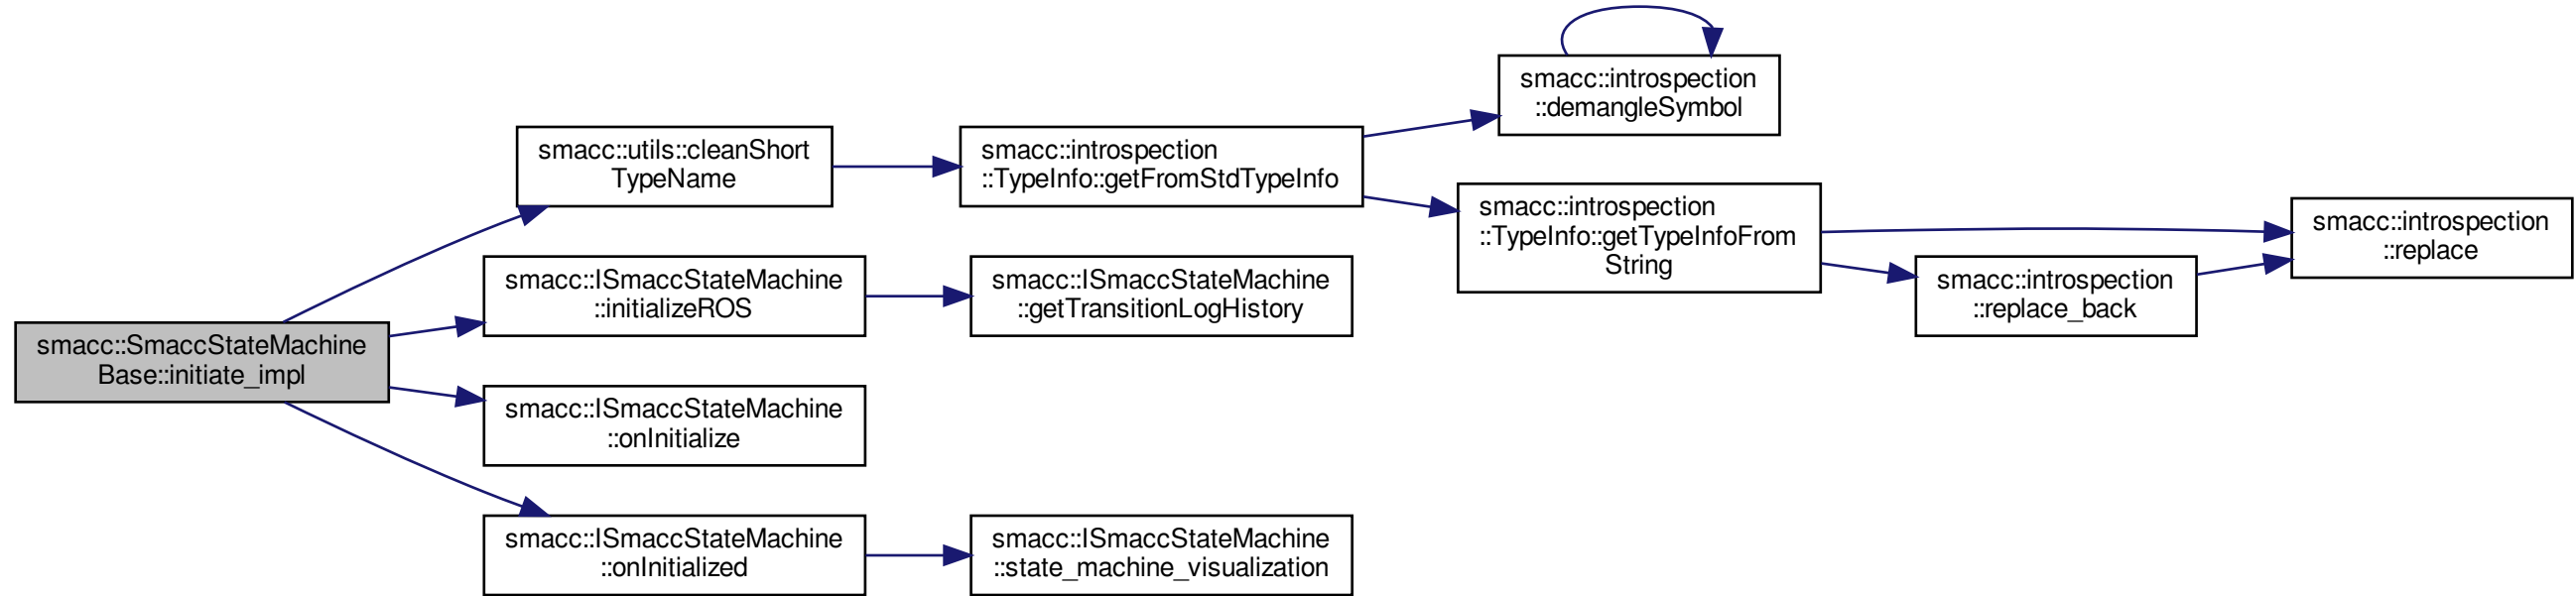 smacc::SmaccStateMachine
Base::initiate_impl
smacc::utils::cleanShort
TypeName
smacc::introspection
::TypeInfo::getFromStdTypeInfo
smacc::introspection
::demangleSymbol
smacc::introspection
::TypeInfo::getTypeInfoFrom
String
smacc::introspection
::replace
smacc::introspection
::replace_back
smacc::ISmaccStateMachine
::initializeROS
smacc::ISmaccStateMachine
::getTransitionLogHistory
smacc::ISmaccStateMachine
::onInitialize
smacc::ISmaccStateMachine
::onInitialized
smacc::ISmaccStateMachine
::state_machine_visualization